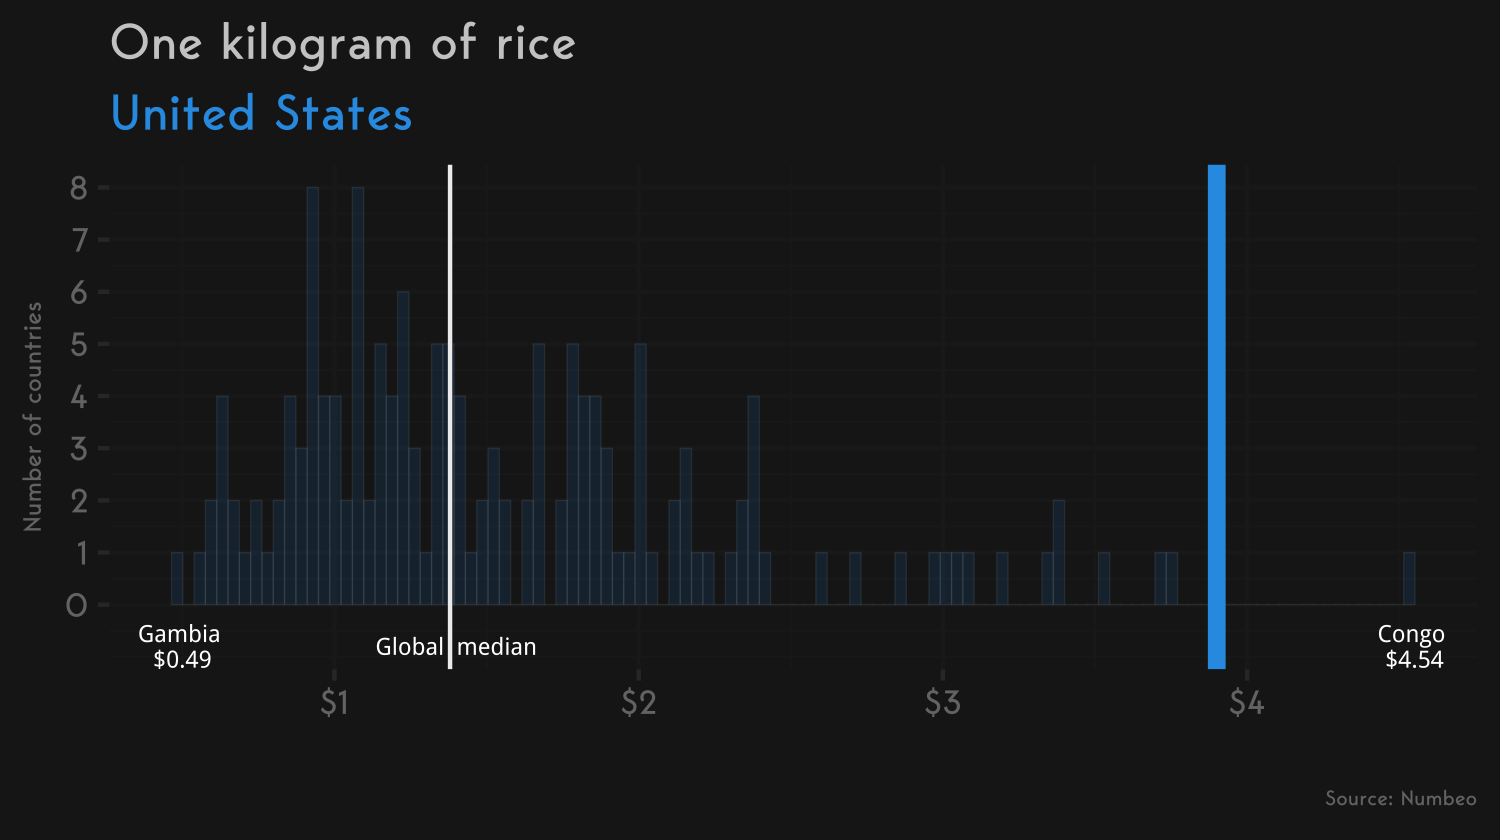 One kilogram of rice
United States
Number of countries
8
7
6
5
4
3
2
1
0
Gambia
$0.49
Global median
Congo
$4.54
$1 $2 $3 $4
Source: Numbeo